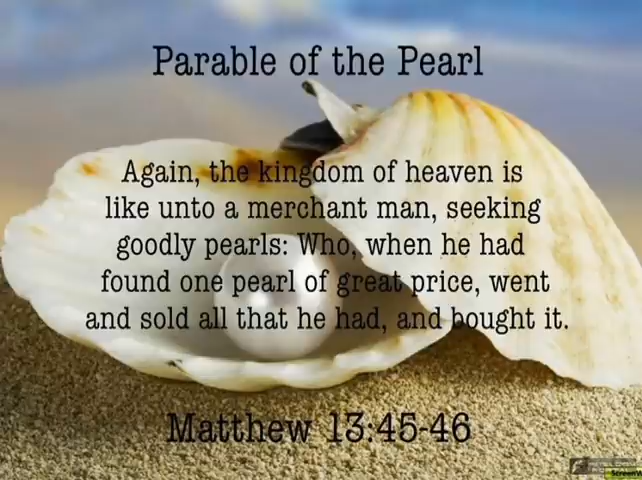 Parable of the Pearl
Again, the kingdom of heaven is
like unto a merchant man, seeking
goodly pearls: Who, when he had
found one pearl of great price, went
and sold all that he had, and bought it.
Matthew 13:45-46